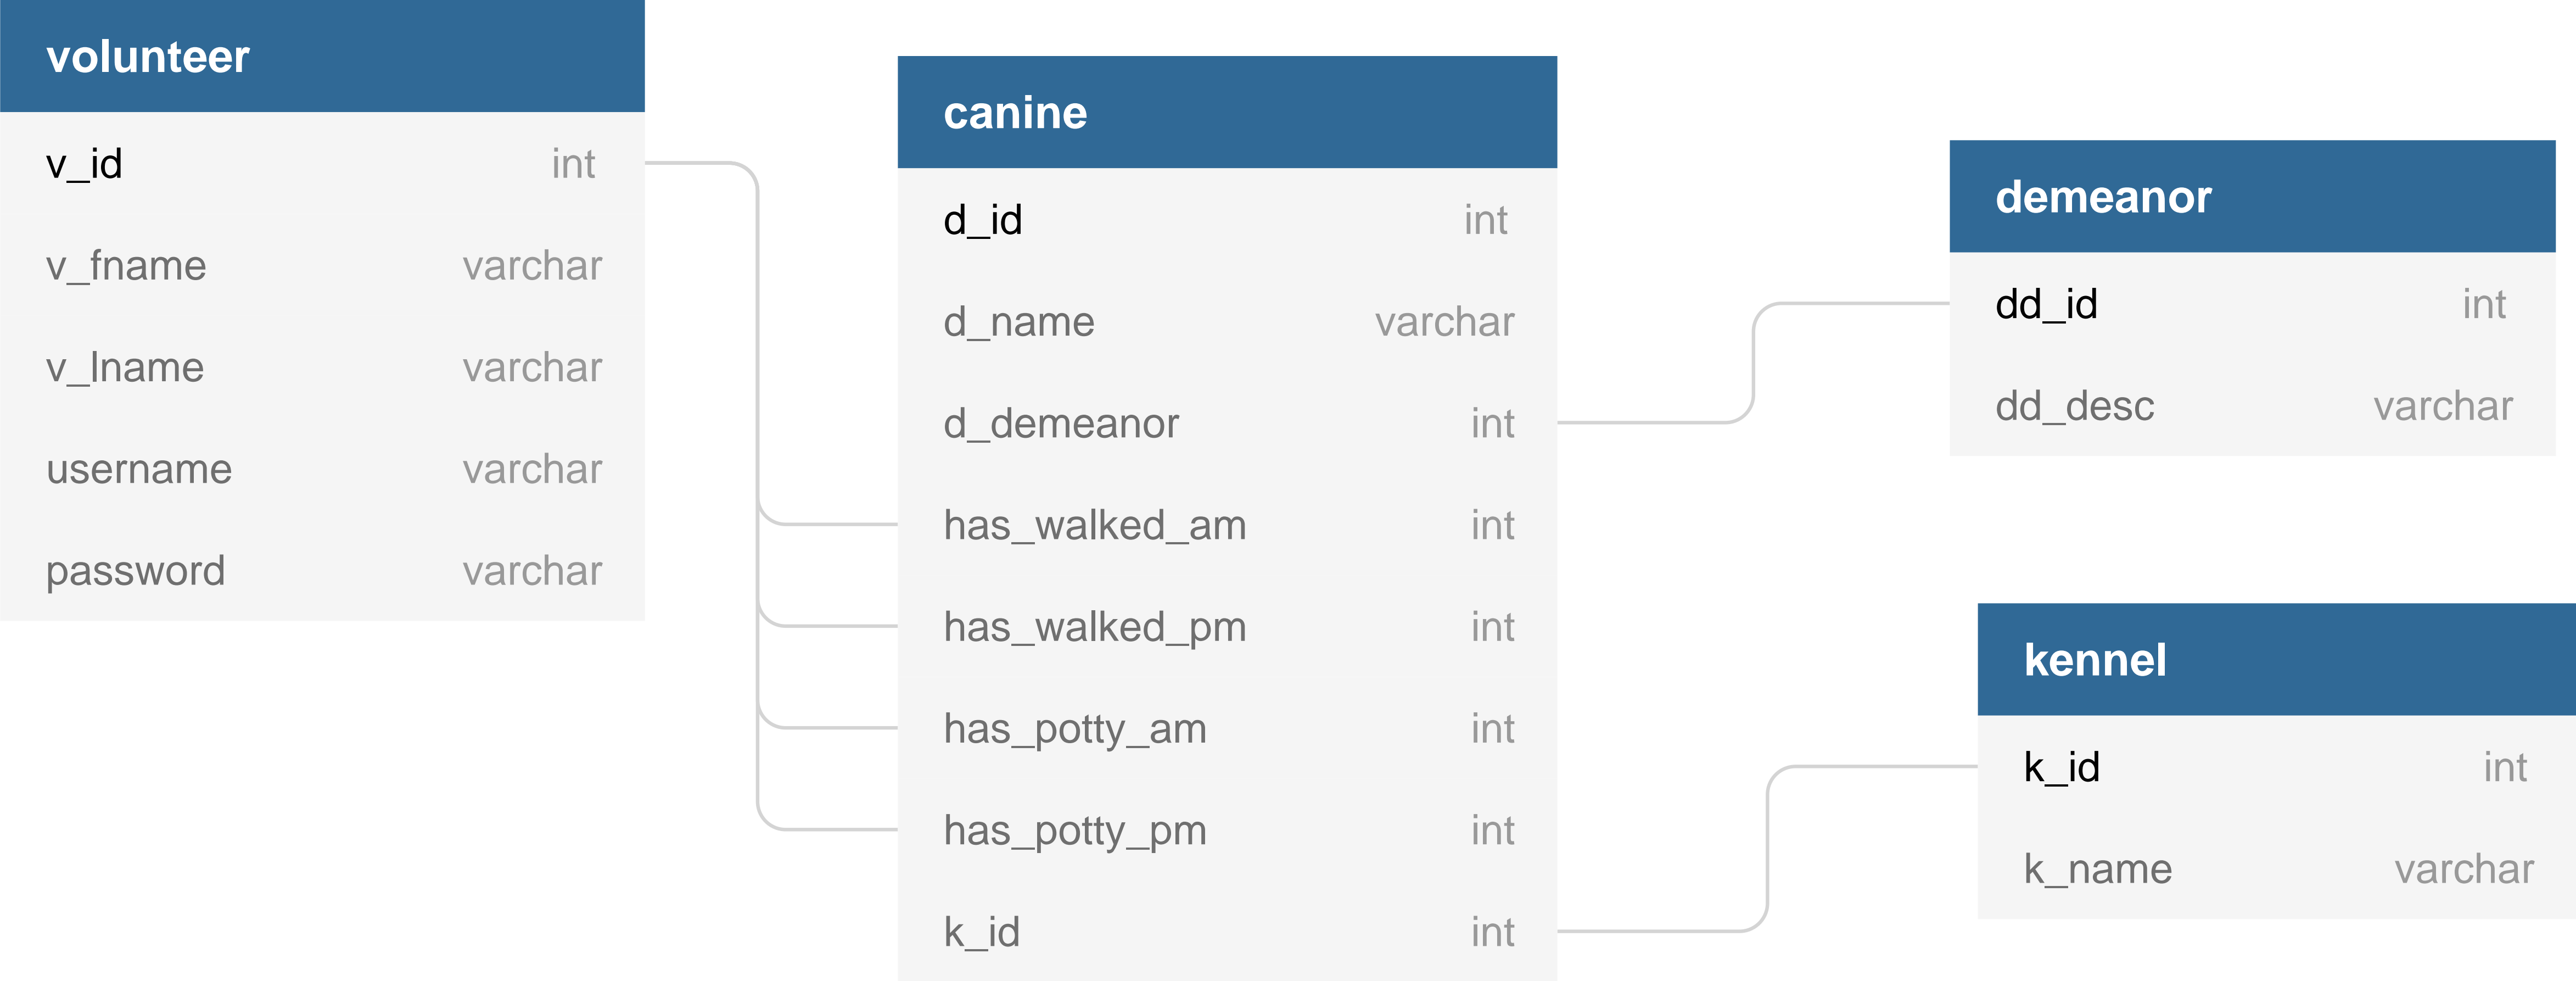 volunteer
v_id int
v_fname varchar
v_lname varchar
username varchar
password varchar
canine
d_id int
d_name varchar
d_demeanor int
has_walked_am int
has_walked_pm int
has_potty_am int
has_potty_pm int
k_id int
demeanor
dd_id int
dd_desc varchar
kennel
k_id int
k_name varchar